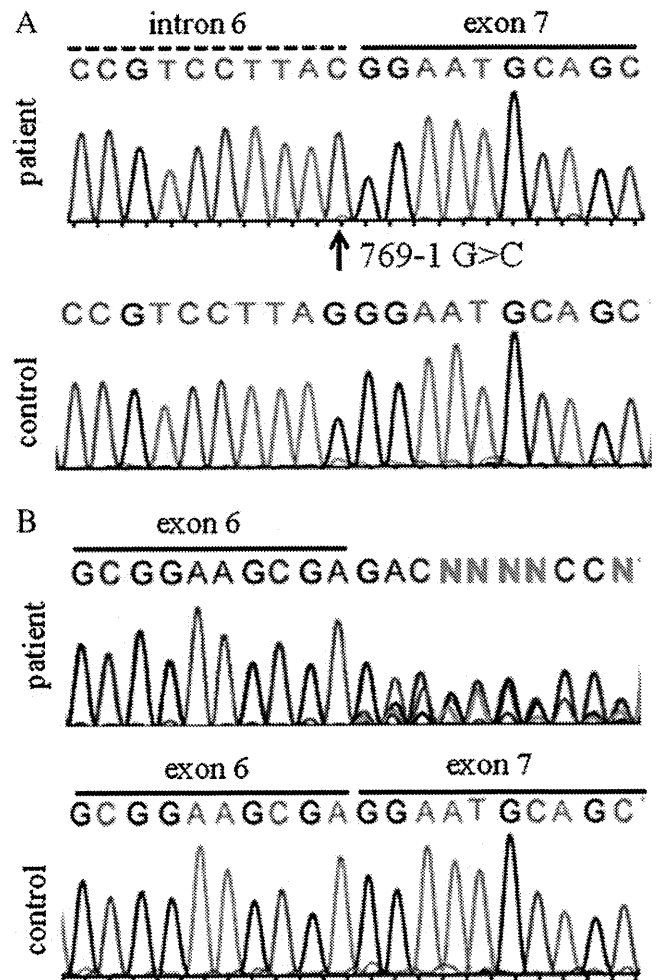 A
intron 6 exon 7
CCGTCCTTACGGAATGCAGC
patient
769-1 G>C
CCGTCCTTAGGGAATGCAGC
control
B
exon 6
GCGGAAGCGAGACNNNNCCN
patient
exon 6 exon 7
GCGGAAGCGAGGAATGCAGC
control